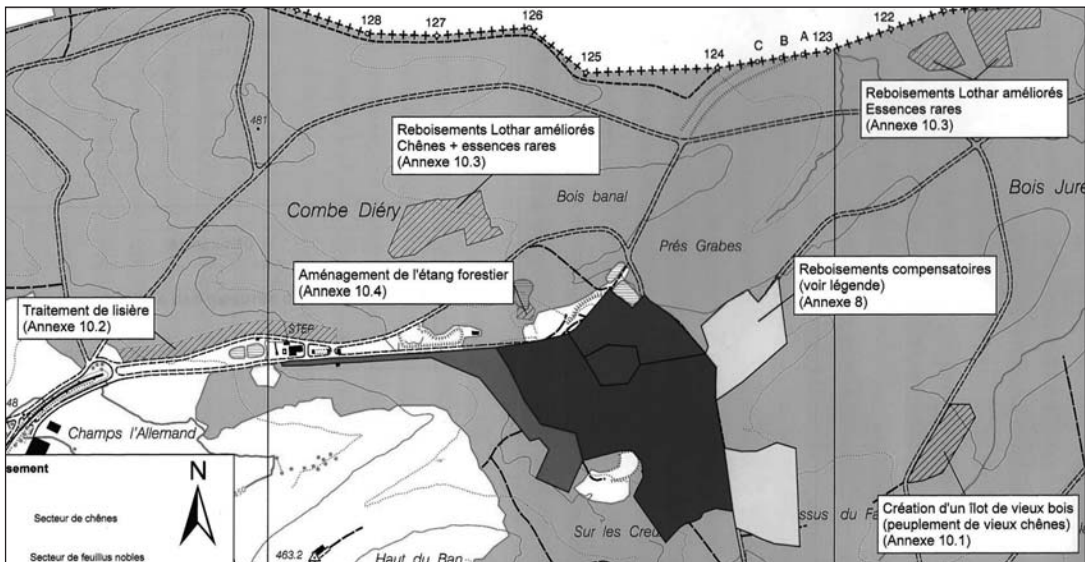 128
127
126
125
124
C
B
A
123
122
481
Reboisements Lothar améliorés
Chênes + essences rares
(Annexe 10.3)
Reboisements Lothar améliorés
Essences rares
(Annexe 10.3)
Combe Diéry
Bois banal
Bois Jure
Prés Grabes
Aménagement de l'étang forestier
(Annexe 10.4)
Reboisements compensatoires
(voir légende)
(Annexe 8)
Traitement de lisière
(Annexe 10.2)
STEP
48
Champs l'Allemand
sement
N
Secteur de chênes
Secteur de feuillus nobles
463.2
Haut du Ban
Sur les Creu
ssus du Fa
Création d'un îlot de vieux bois
(peuplement de vieux chênes)
(Annexe 10.1)